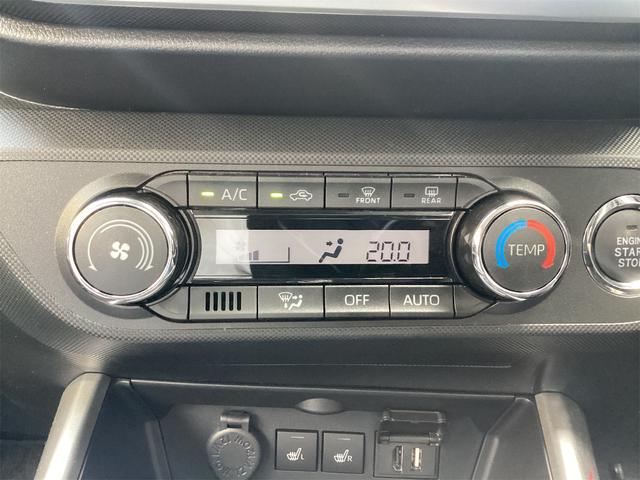 A/C
FRONT
REAR
20.0
TEMP
ENGINE
START
STOP
OFF
AUTO
L
R